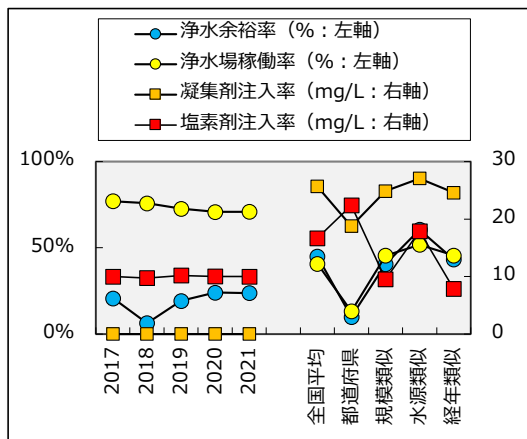 浄水余裕率（%：左軸）
浄水場稼働率（%：左軸）
凝集剤注入率（mg/L：右軸）
塩素剤注入率（mg/L：右軸）
100%
50%
0%
30
20
10
0
2017
2018
2019
2020
2021
全国平均
都道府県
規模類似
水源類似
経年類似